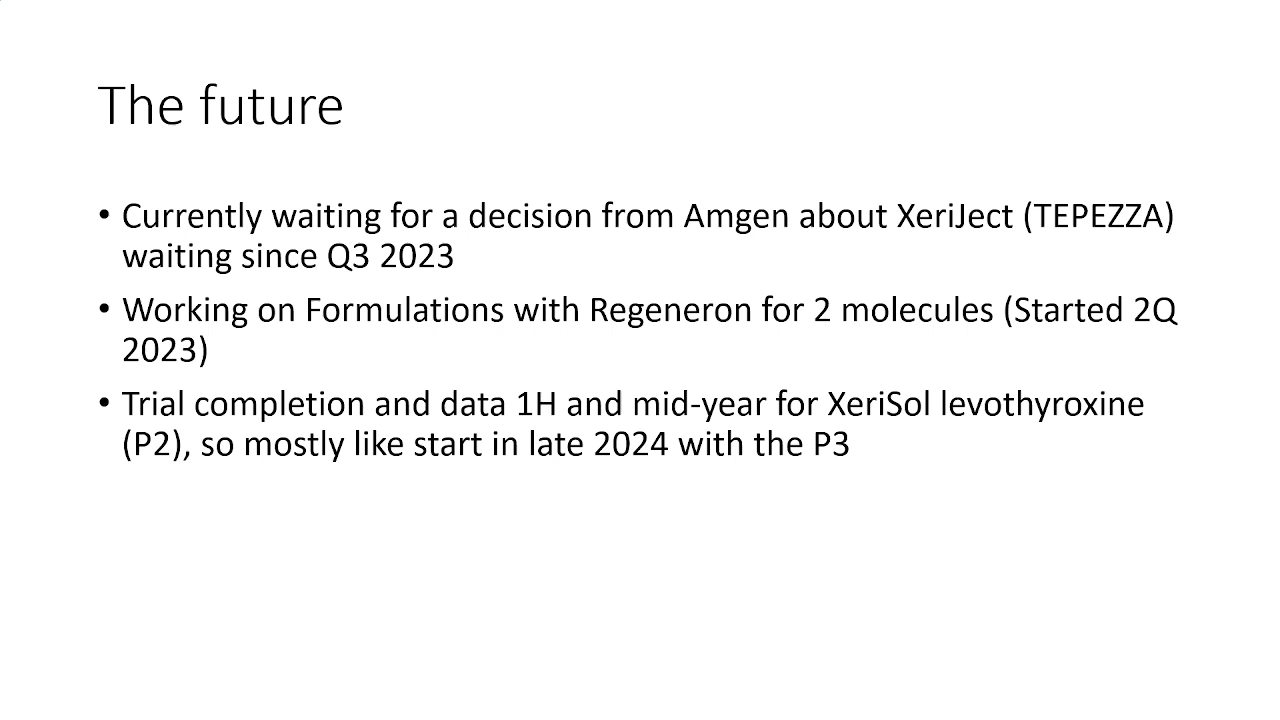 The future
• Currently waiting for a decision from Amgen about XeriJect (TEPEZZA)
waiting since Q3 2023
• Working on Formulations with Regeneron for 2 molecules (Started 2Q
2023)
• Trial completion and data 1H and mid-year for XeriSol levothyroxine
(P2), so mostly like start in late 2024 with the P3